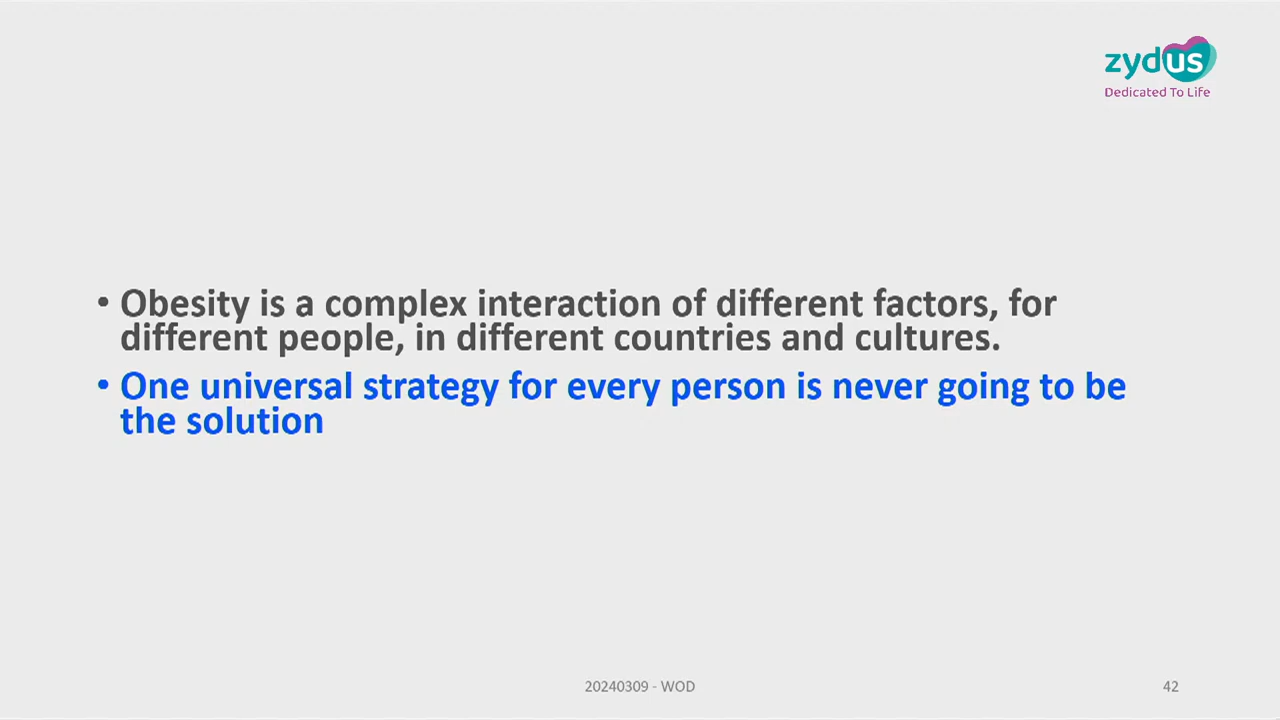 zydus
Dedicated To Life
• Obesity is a complex interaction of different factors, for
different people, in different countries and cultures.
• One universal strategy for every person is never going to be
the solution
20240309 - WOD
42